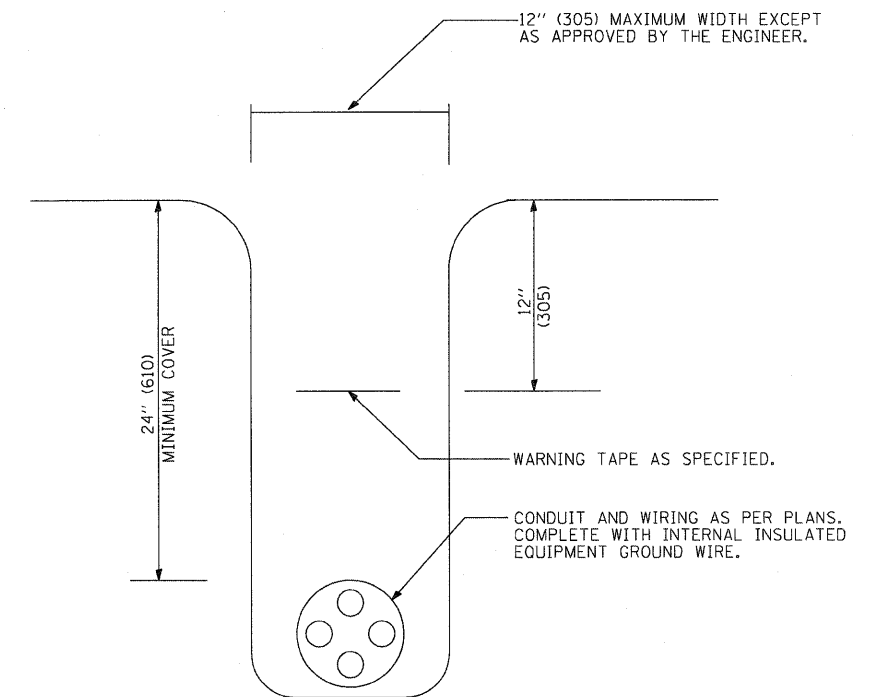 12" (305) MAXIMUM WIDTH EXCEPT
AS APPROVED BY THE ENGINEER.
24" (610)
MINIMUM COVER
12"
(305)
WARNING TAPE AS SPECIFIED.
CONDUIT AND WIRING AS PER PLANS.
COMPLETE WITH INTERNAL INSULATED
EQUIPMENT GROUND WIRE.